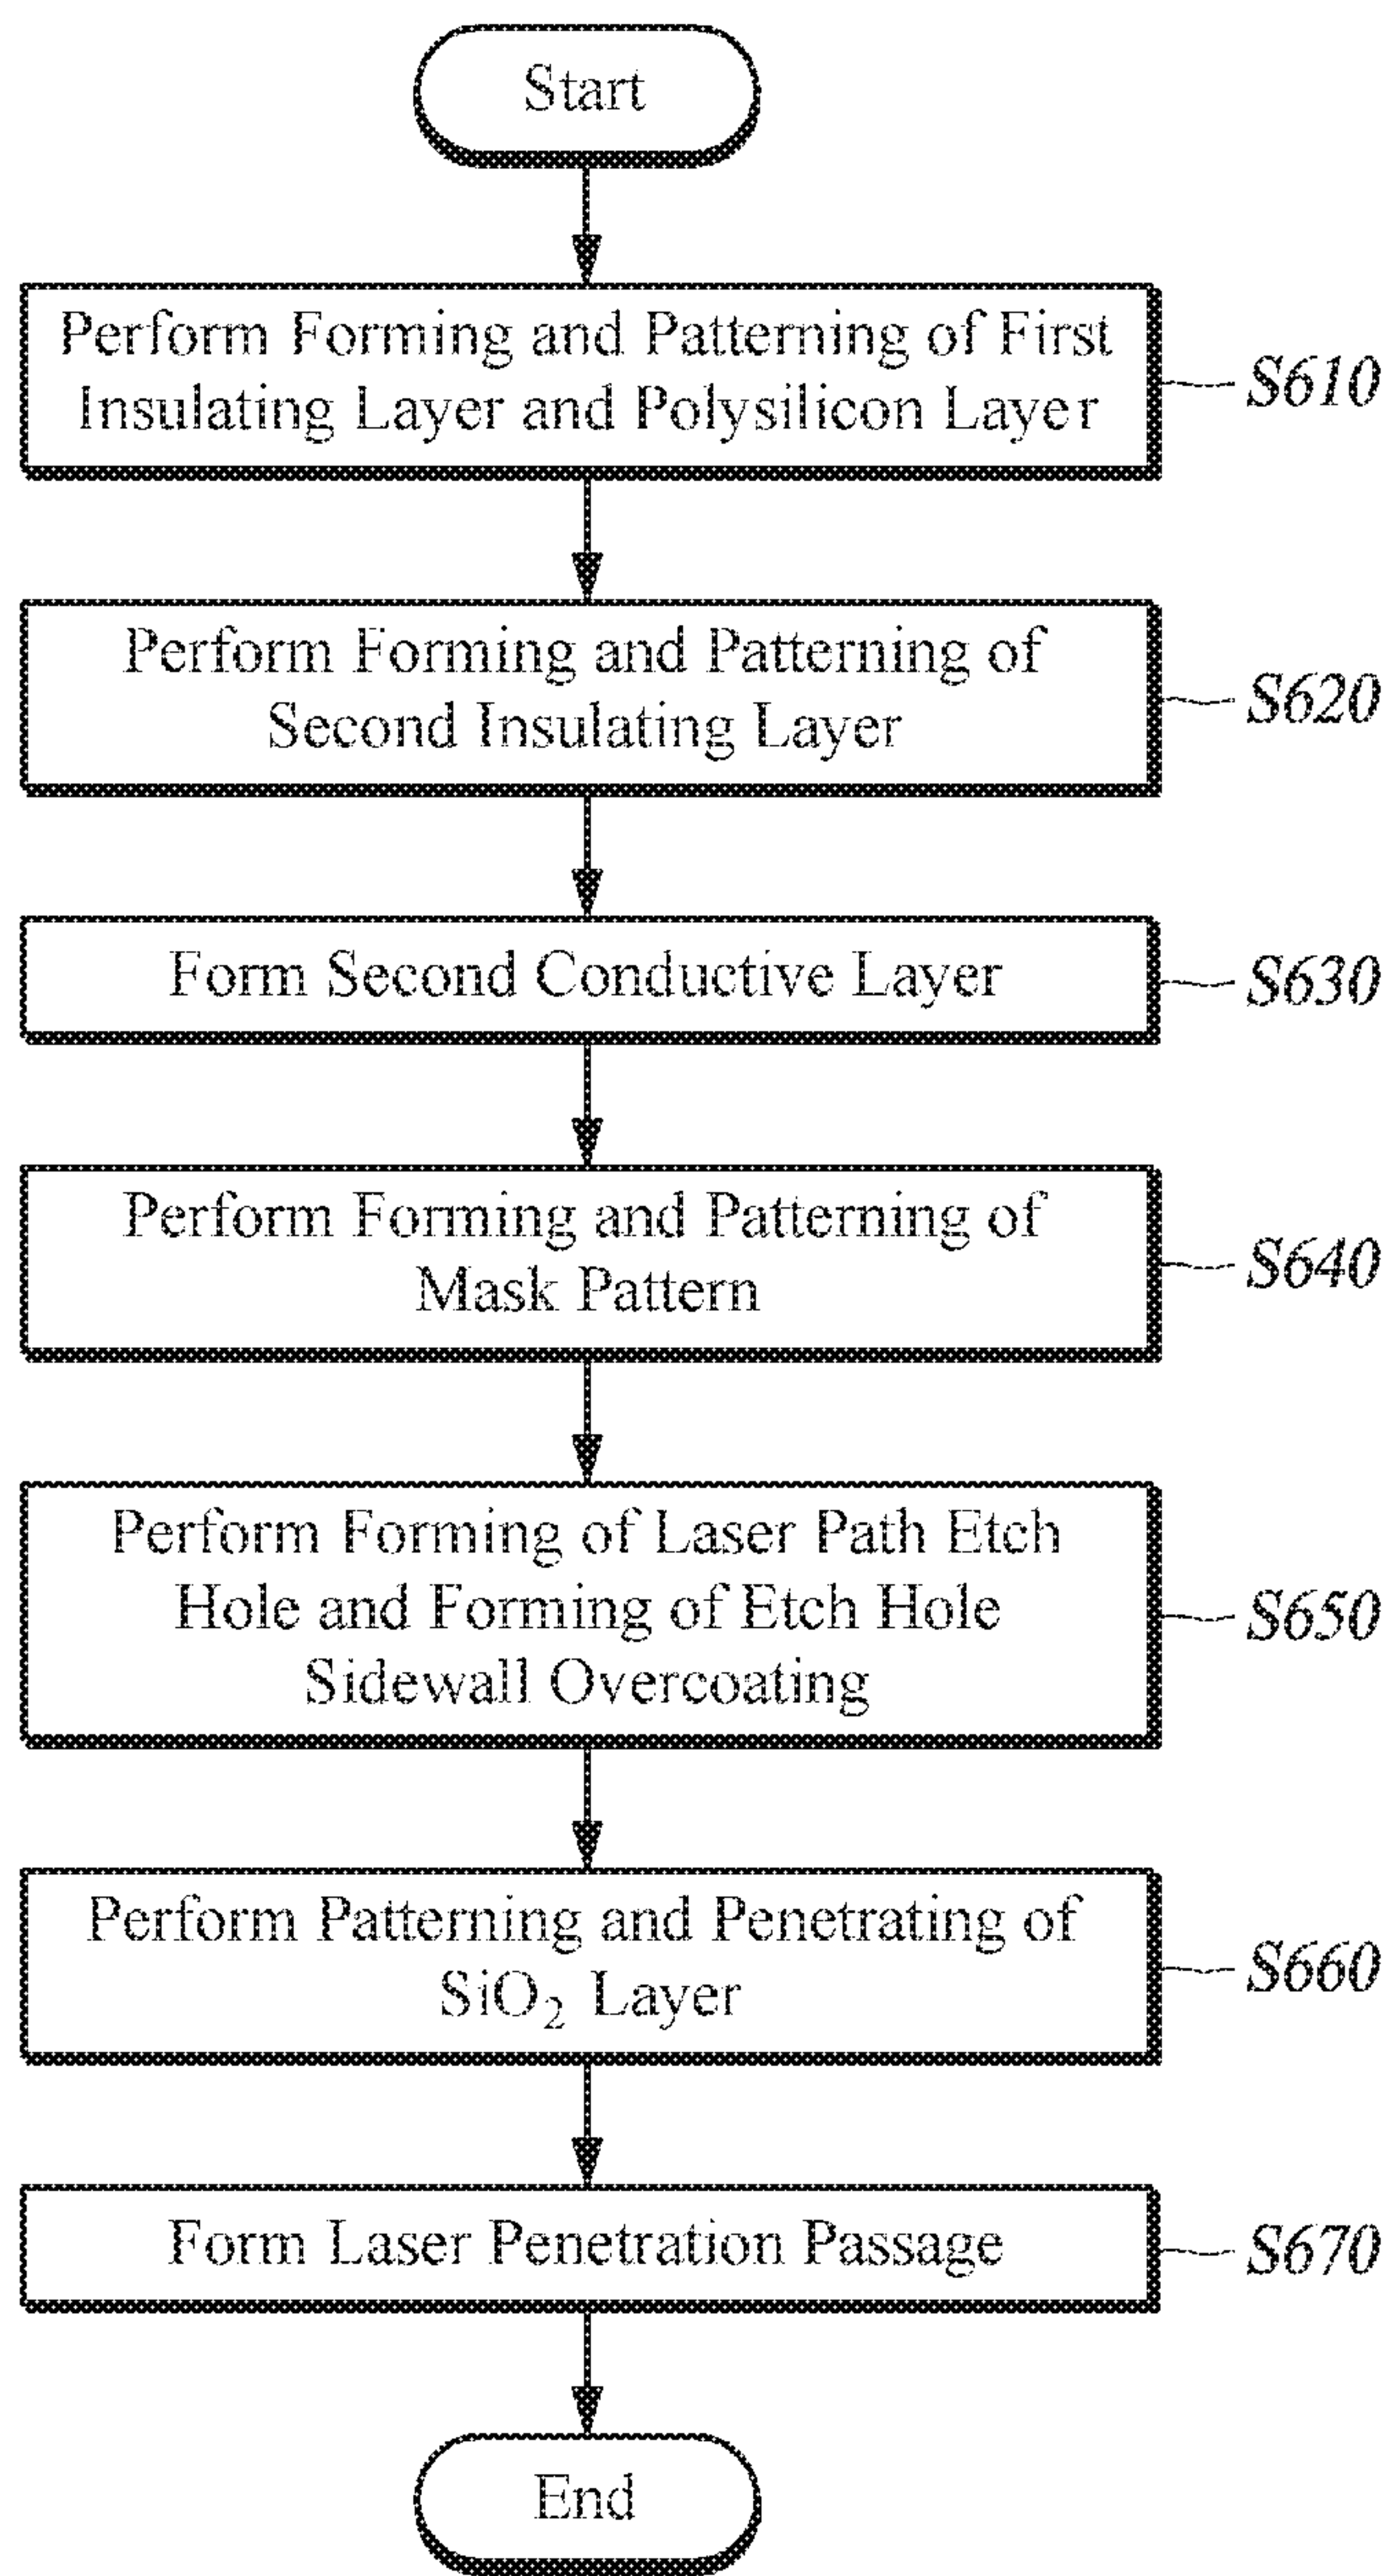 Start
Perform Forming and Patterning of First
Insulating Layer and Polysilicon Layer
S610
Perform Forming and Patterning of
Second Insulating Layer
S620
Form Second Conductive Layer
S630
Perform Forming and Patterning of
Mask Pattern
S640
Perform Forming of Laser Path Etch
Hole and Forming of Etch Hole
Sidewall Overcoating
S650
Perform Patterning and Penetrating of
SiO₂ Layer
S660
Form Laser Penetration Passage
S670
End